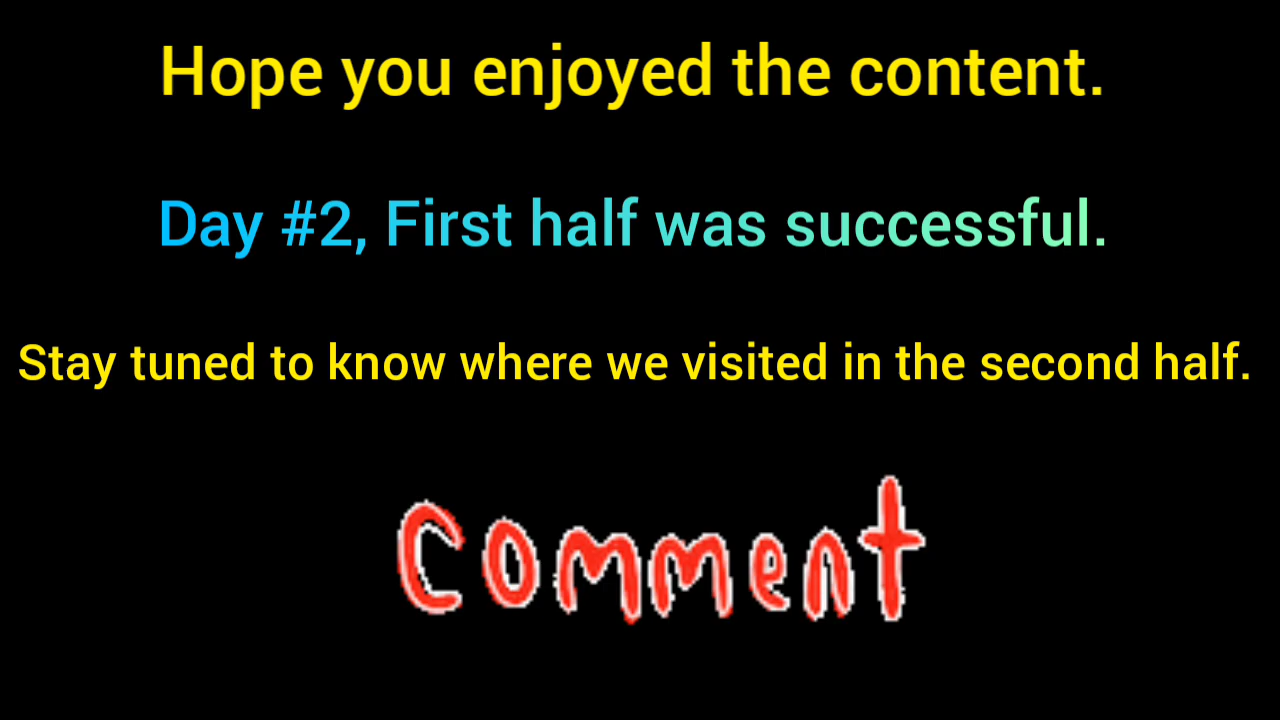 Hope you enjoyed the content.
Day #2, First half was successful.
Stay tuned to know where we visited in the second half.
Comment